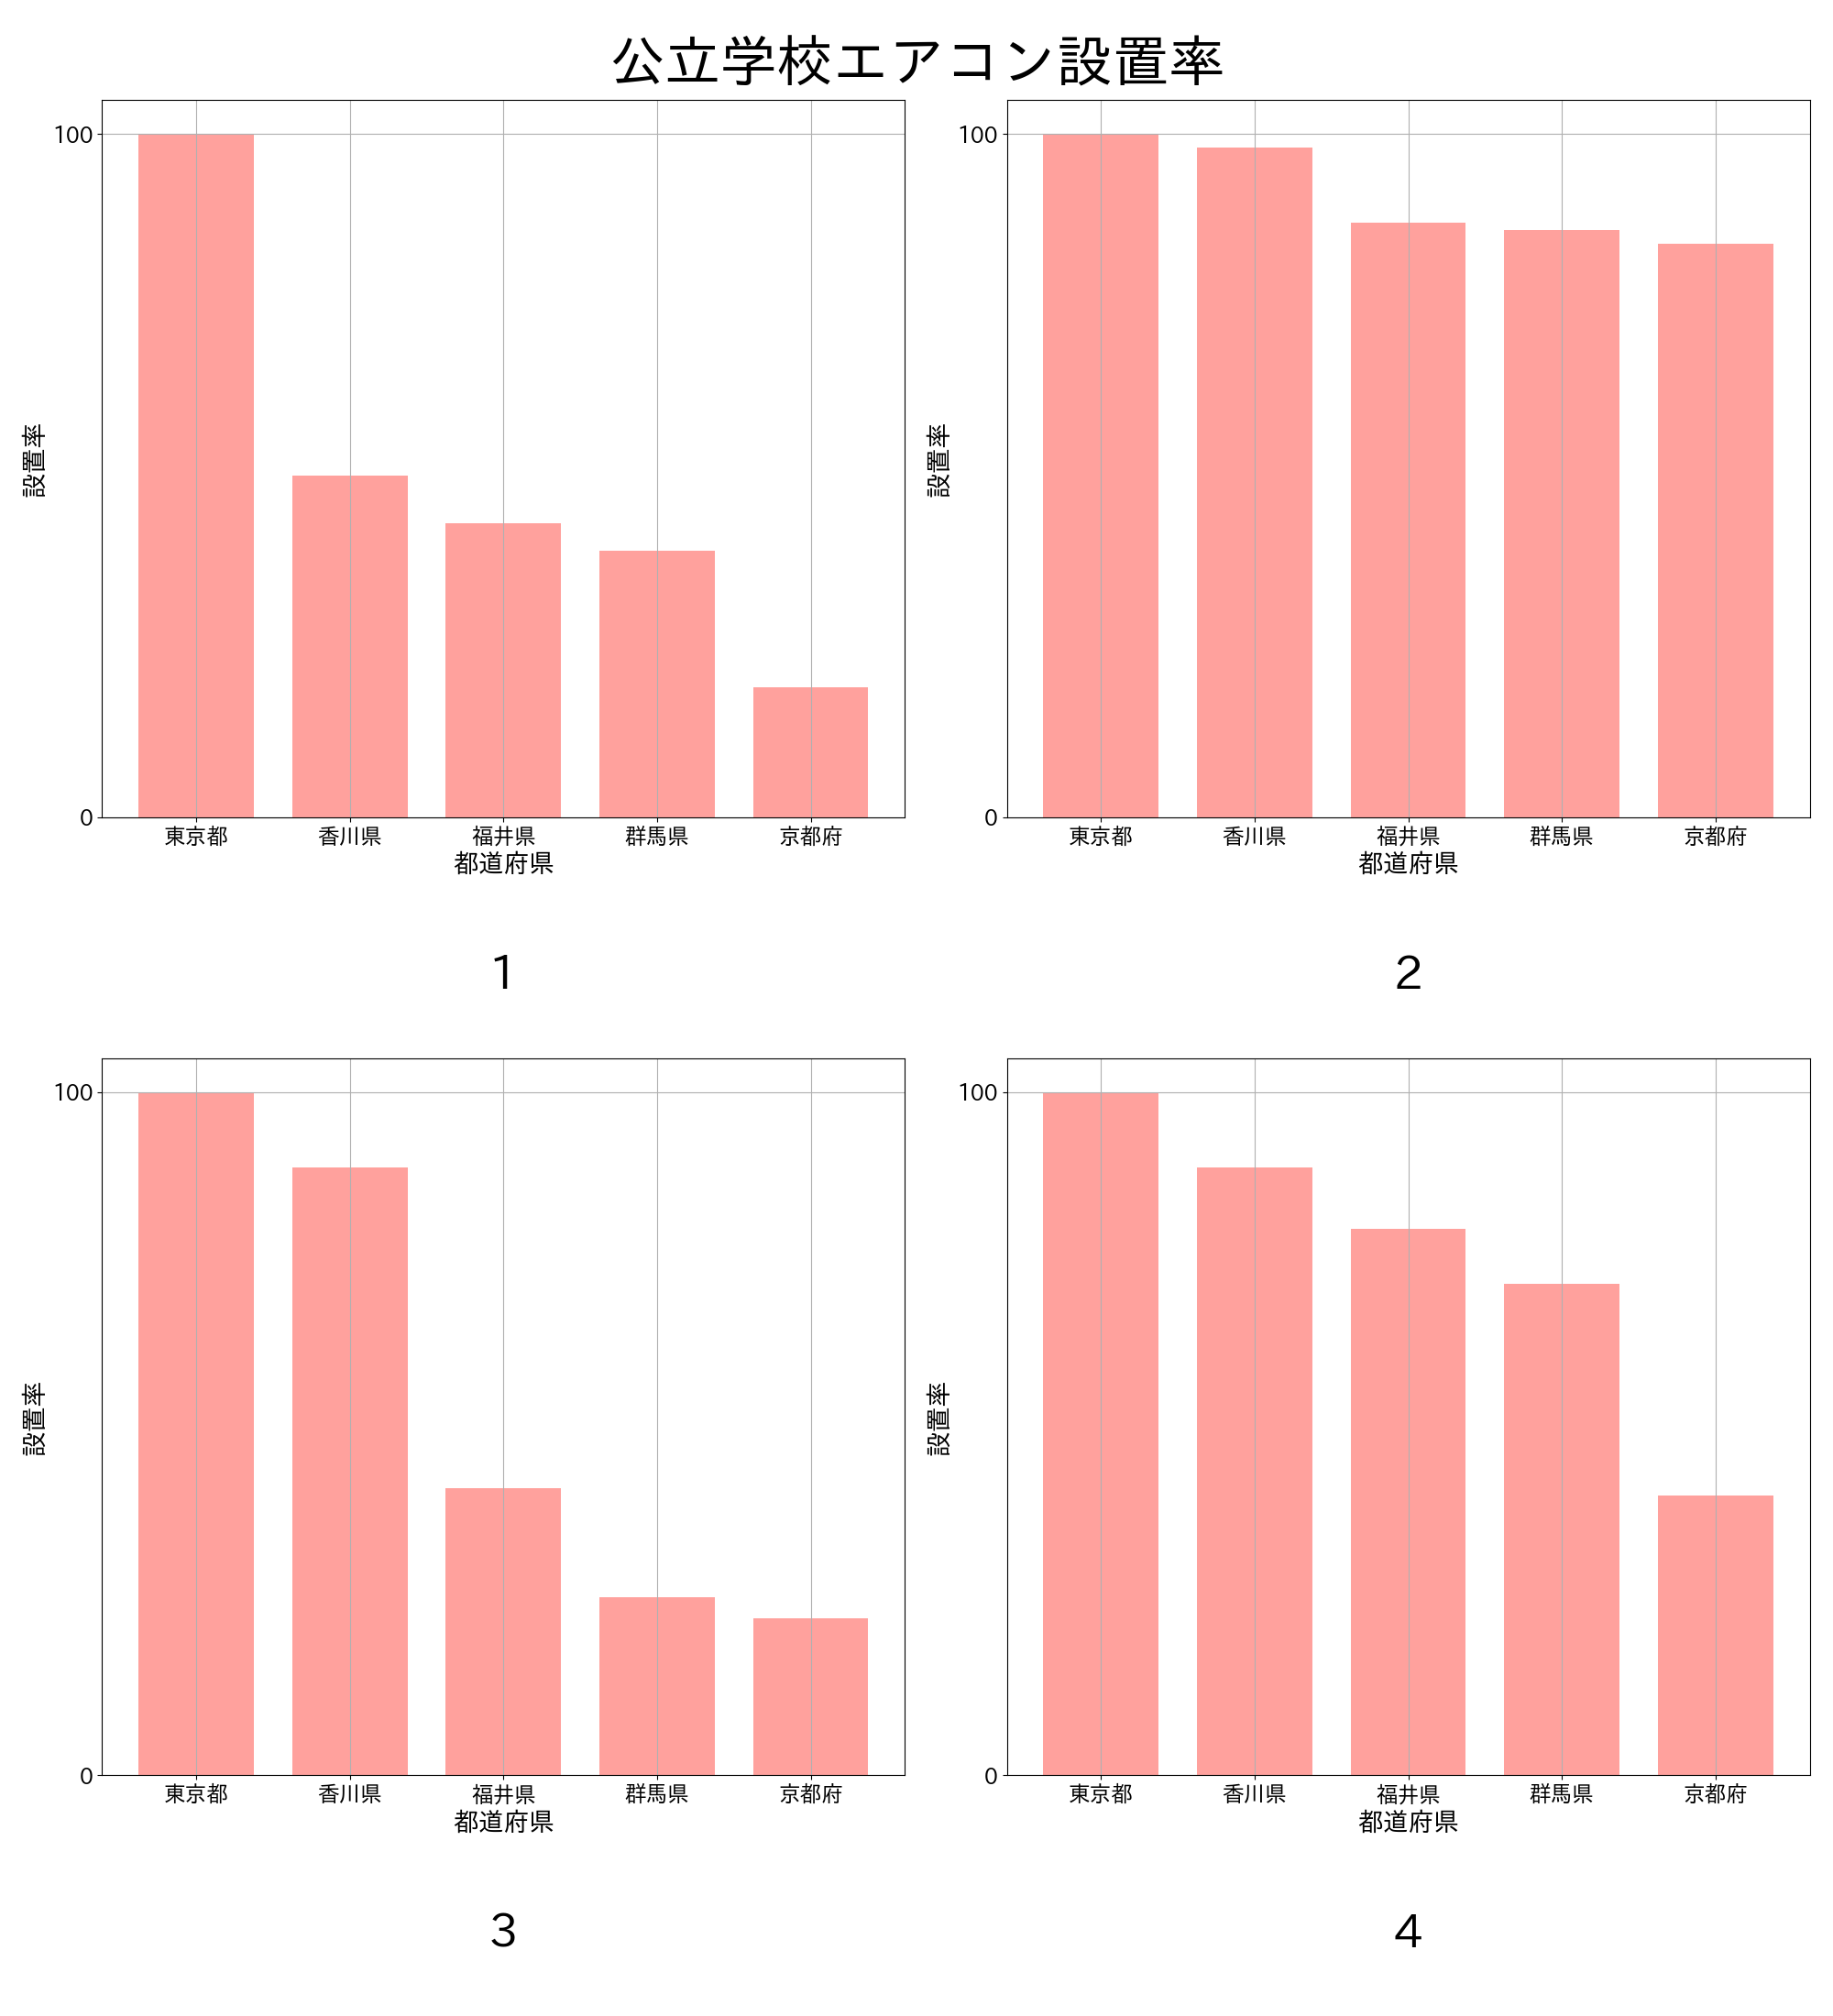 公立学校エアコン設置率
100
0
設置率
東京都 香川県 福井県 群馬県 京都府
都道府県
1
100
0
設置率
東京都 香川県 福井県 群馬県 京都府
都道府県
2
100
0
設置率
東京都 香川県 福井県 群馬県 京都府
都道府県
3
100
0
設置率
東京都 香川県 福井県 群馬県 京都府
都道府県
4